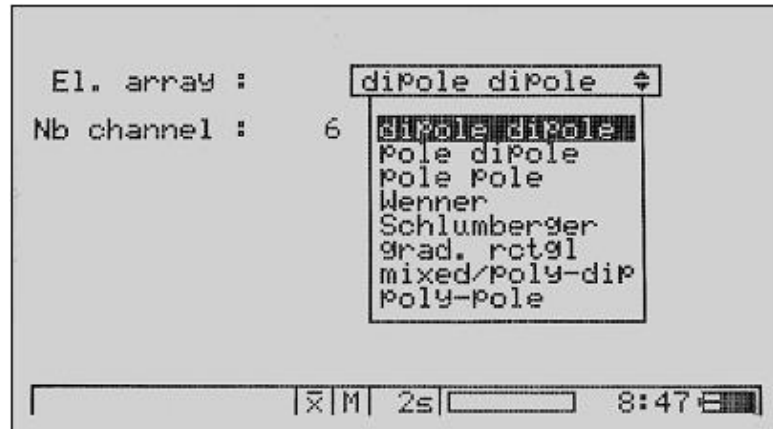 El. array : dipole dipole
Nb channel : 6
dipole dipole
pole dipole
pole pole
Wenner
Schlumberger
grad. rctgl
mixed/poly-dip
poly-pole
x̅ M 2s 8:47